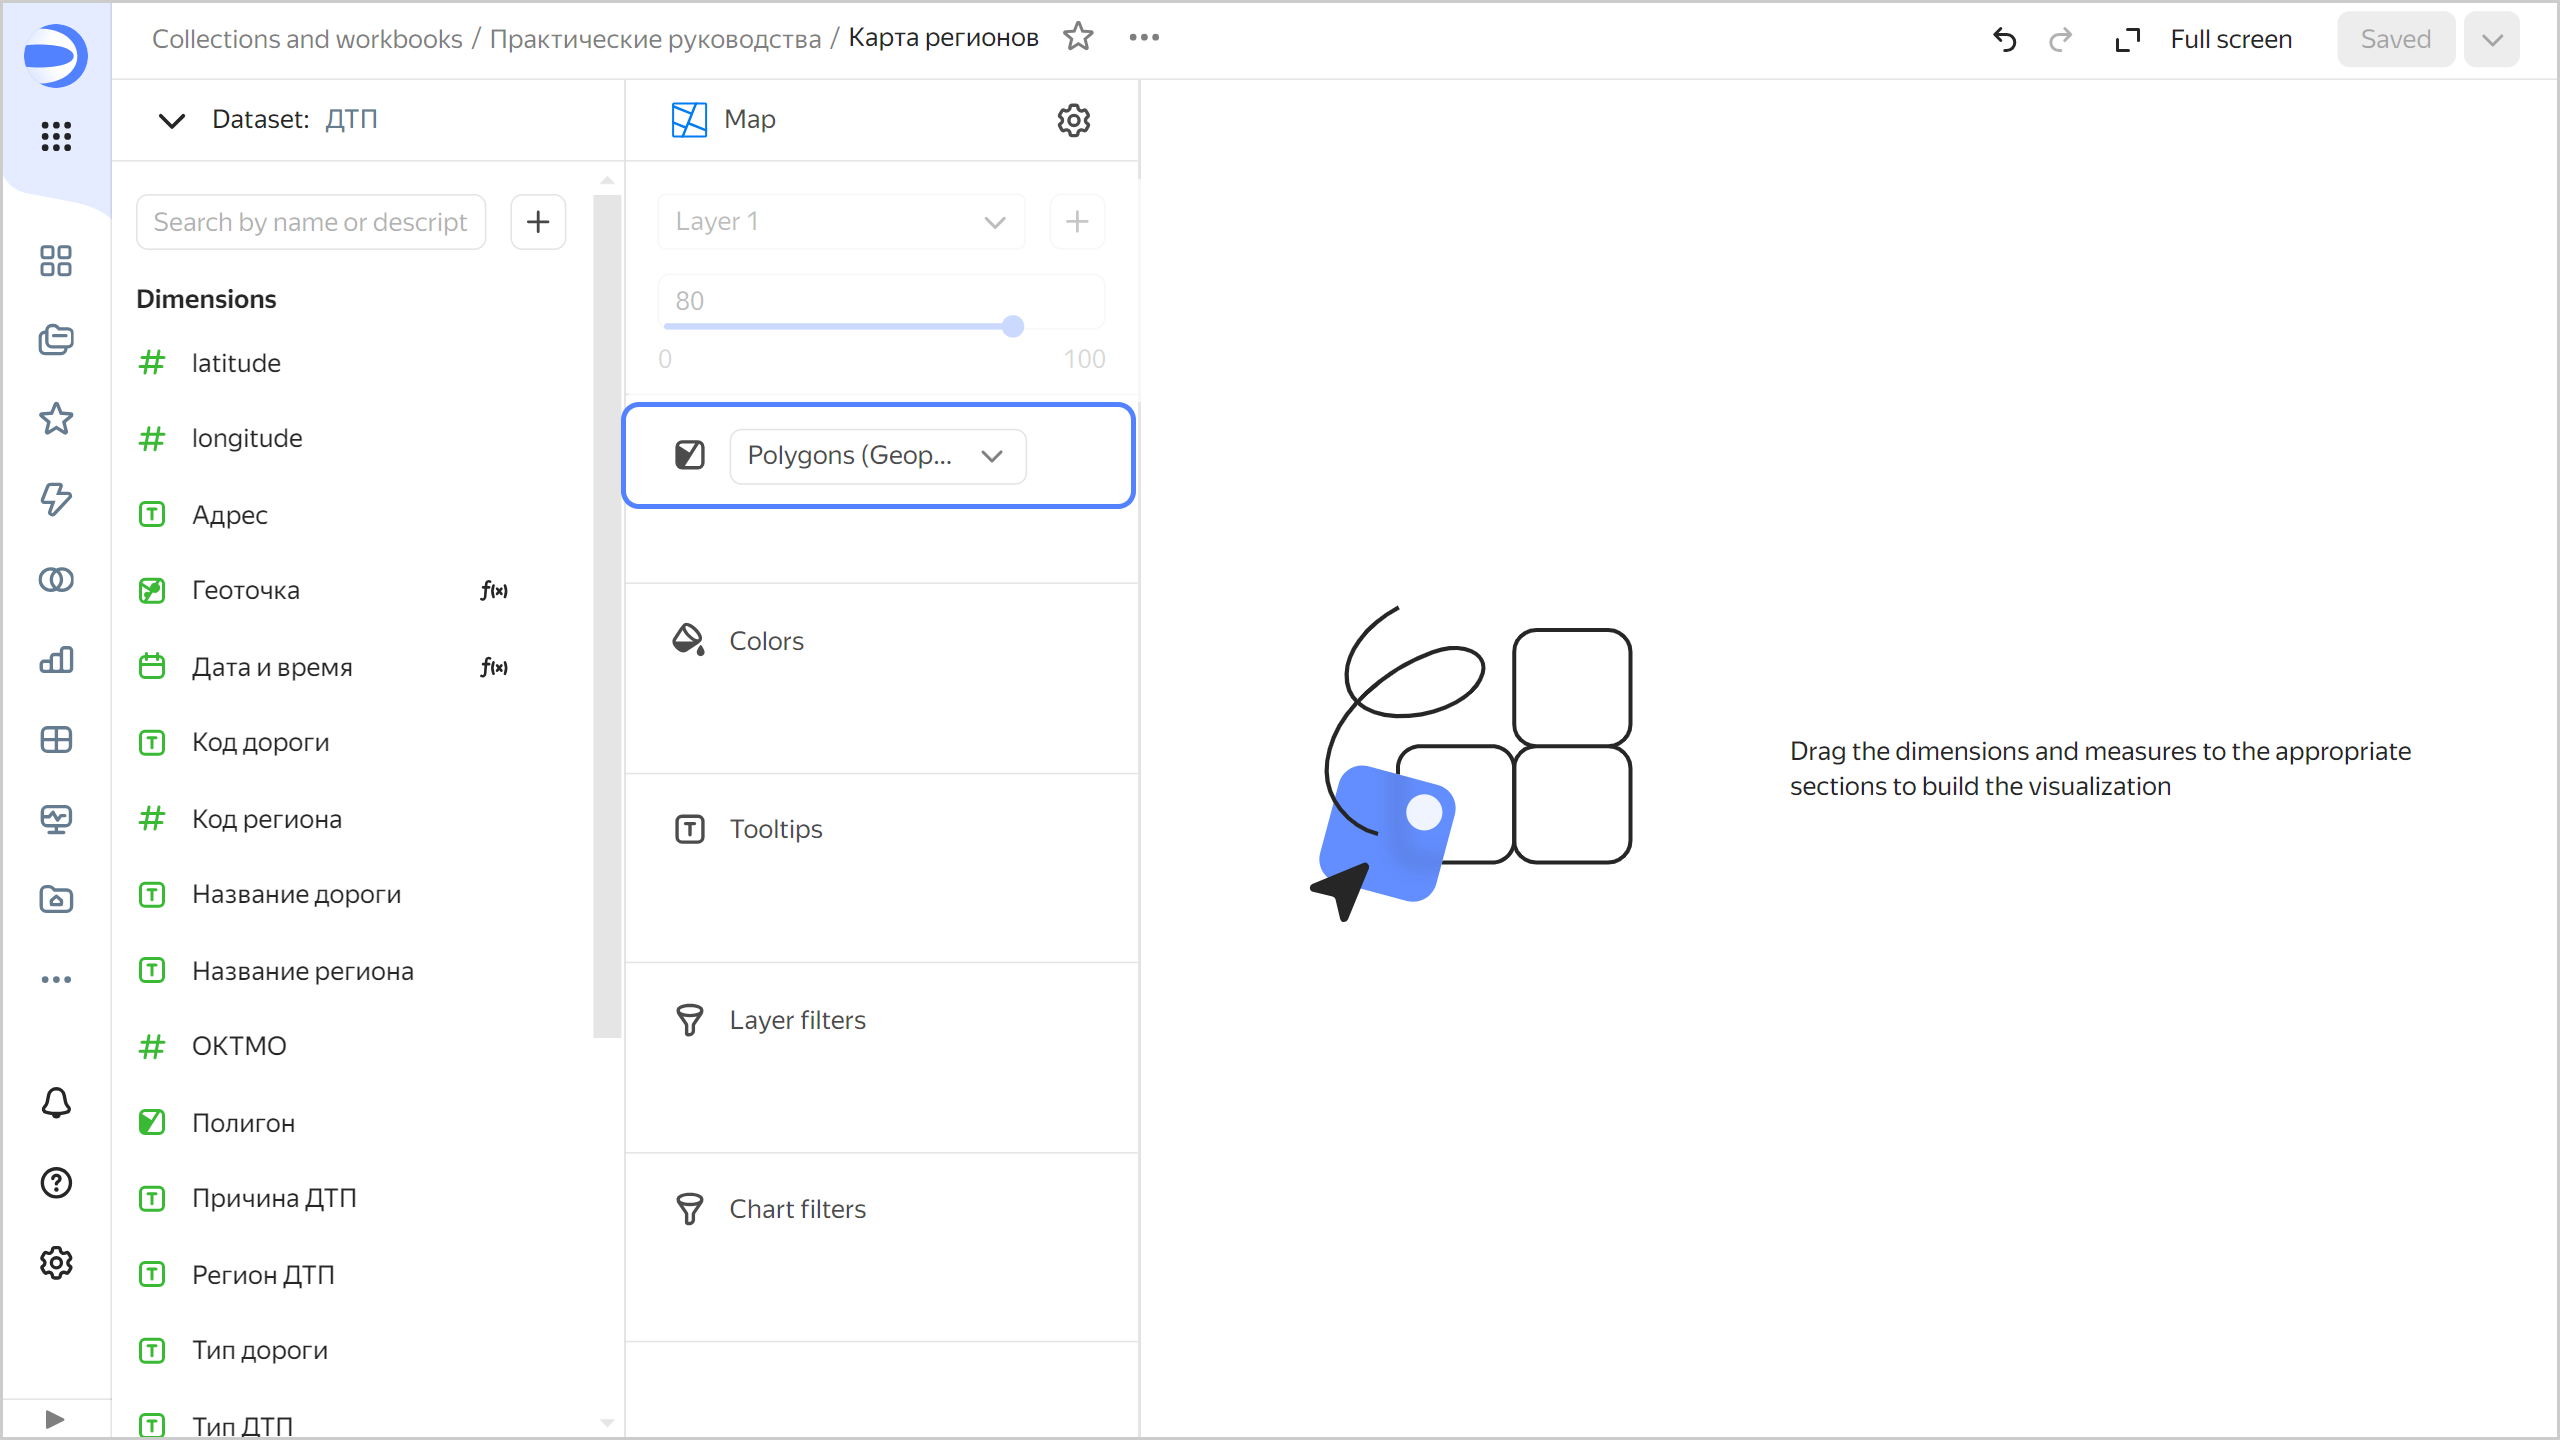 Collections and workbooks / Практические руководства / Карта регионов
Full screen
Saved
Dataset: ДТП
Map
Search by name or descript
Layer 1
80
0
100
Dimensions
latitude
longitude
Адрес
Геоточка
f(x)
Дата и время
f(x)
Код дороги
Код региона
Название дороги
Название региона
ОКТМО
Полигон
Причина ДТП
Регион ДТП
Тип дороги
Тип ДТП
Polygons (Geop...
Colors
Tooltips
Layer filters
Chart filters
Drag the dimensions and measures to the appropriate
sections to build the visualization